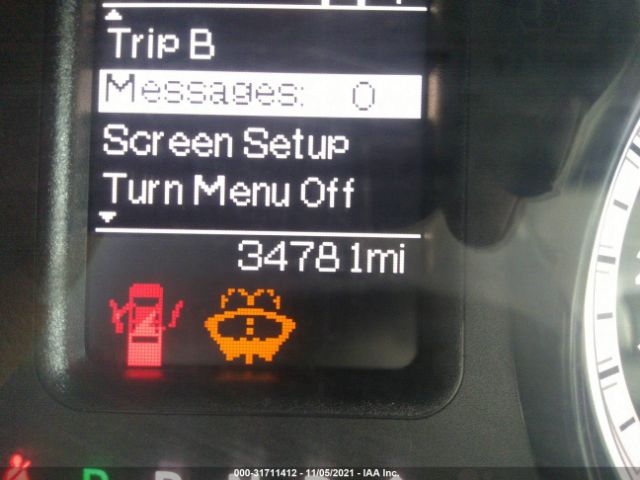 Trip B
Messages: 0
Screen Setup
Turn Menu Off
34781mi
P
000-31711412 - 11/05/2021 - IAA Inc.